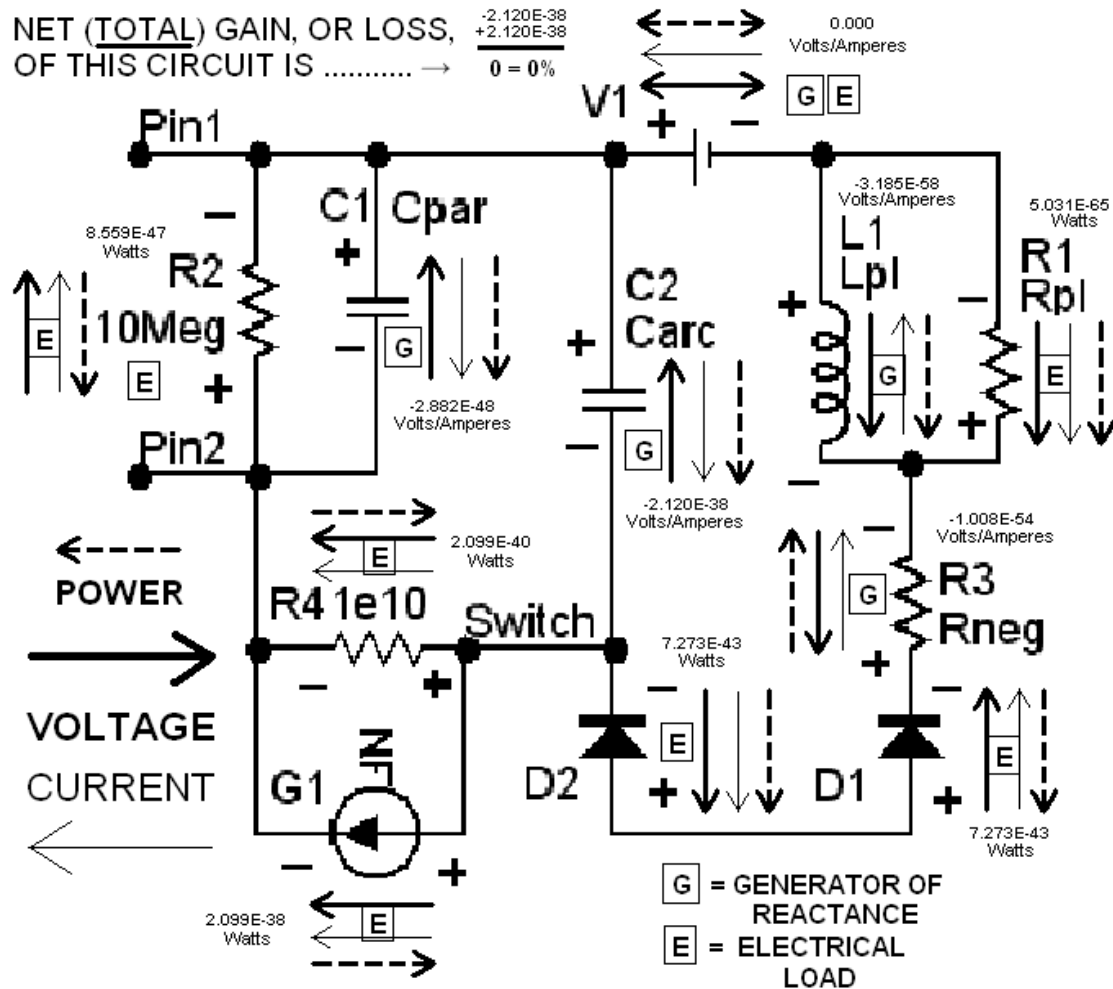 NET (TOTAL) GAIN, OR LOSS,
OF THIS CIRCUIT IS ........... →
-2.120E-38
+2.120E-38
0 = 0%
0.000
Volts/Amperes
G E
V1
+ −
Pin1
−
8.559E-47
Watts
R2
10Meg
+
E
E
C1
Cpar
+
−
G
-2.882E-48
Volts/Amperes
C2
Carc
+
−
G
-2.120E-38
Volts/Amperes
-3.185E-58
Volts/Amperes
L1
Lpl
+
−
G
5.031E-65
Watts
R1
Rpl
−
+
E
Pin2
POWER
VOLTAGE
CURRENT
E
2.099E-40
Watts
R4 1e10
− +
Switch
G1
NF
− +
E
2.099E-38
Watts
-1.008E-54
Volts/Amperes
−
R3
Rneg
+
G
7.273E-43
Watts
−
D2
+
E
−
D1
+
E
7.273E-43
Watts
G = GENERATOR OF
REACTANCE
E = ELECTRICAL
LOAD